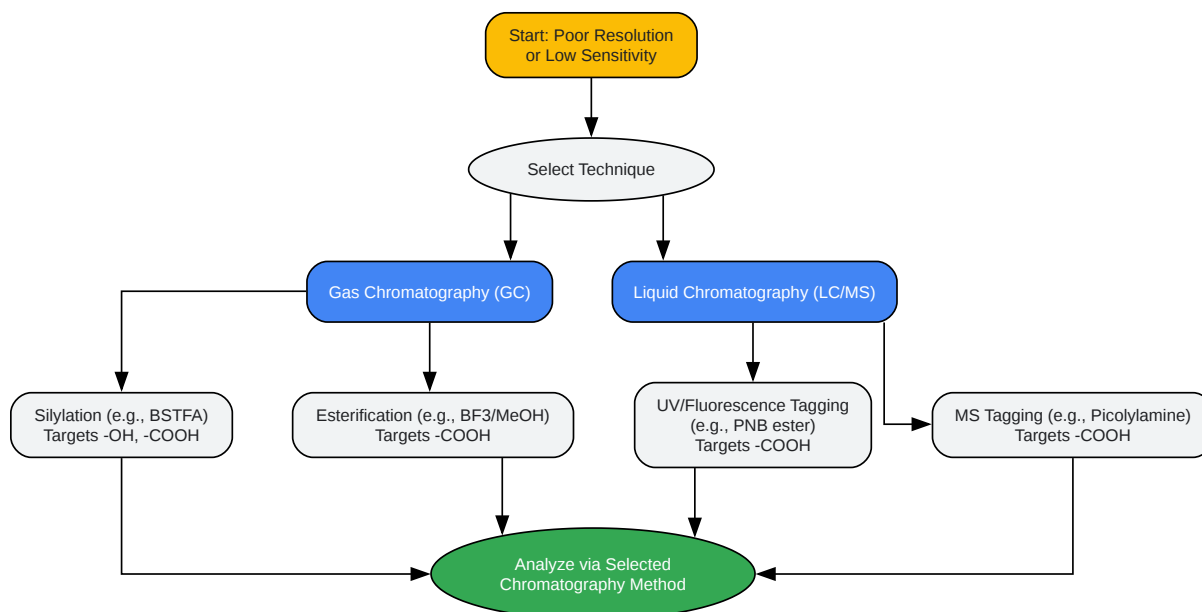 Start: Poor Resolution
or Low Sensitivity
Select Technique
Gas Chromatography (GC)
Liquid Chromatography (LC/MS)
Silylation (e.g., BSTFA)
Targets -OH, -COOH
Esterification (e.g., BF3/MeOH)
Targets -COOH
UV/Fluorescence Tagging
(e.g., PNB ester)
Targets -COOH
MS Tagging (e.g., Picolylamine)
Targets -COOH
Analyze via Selected
Chromatography Method